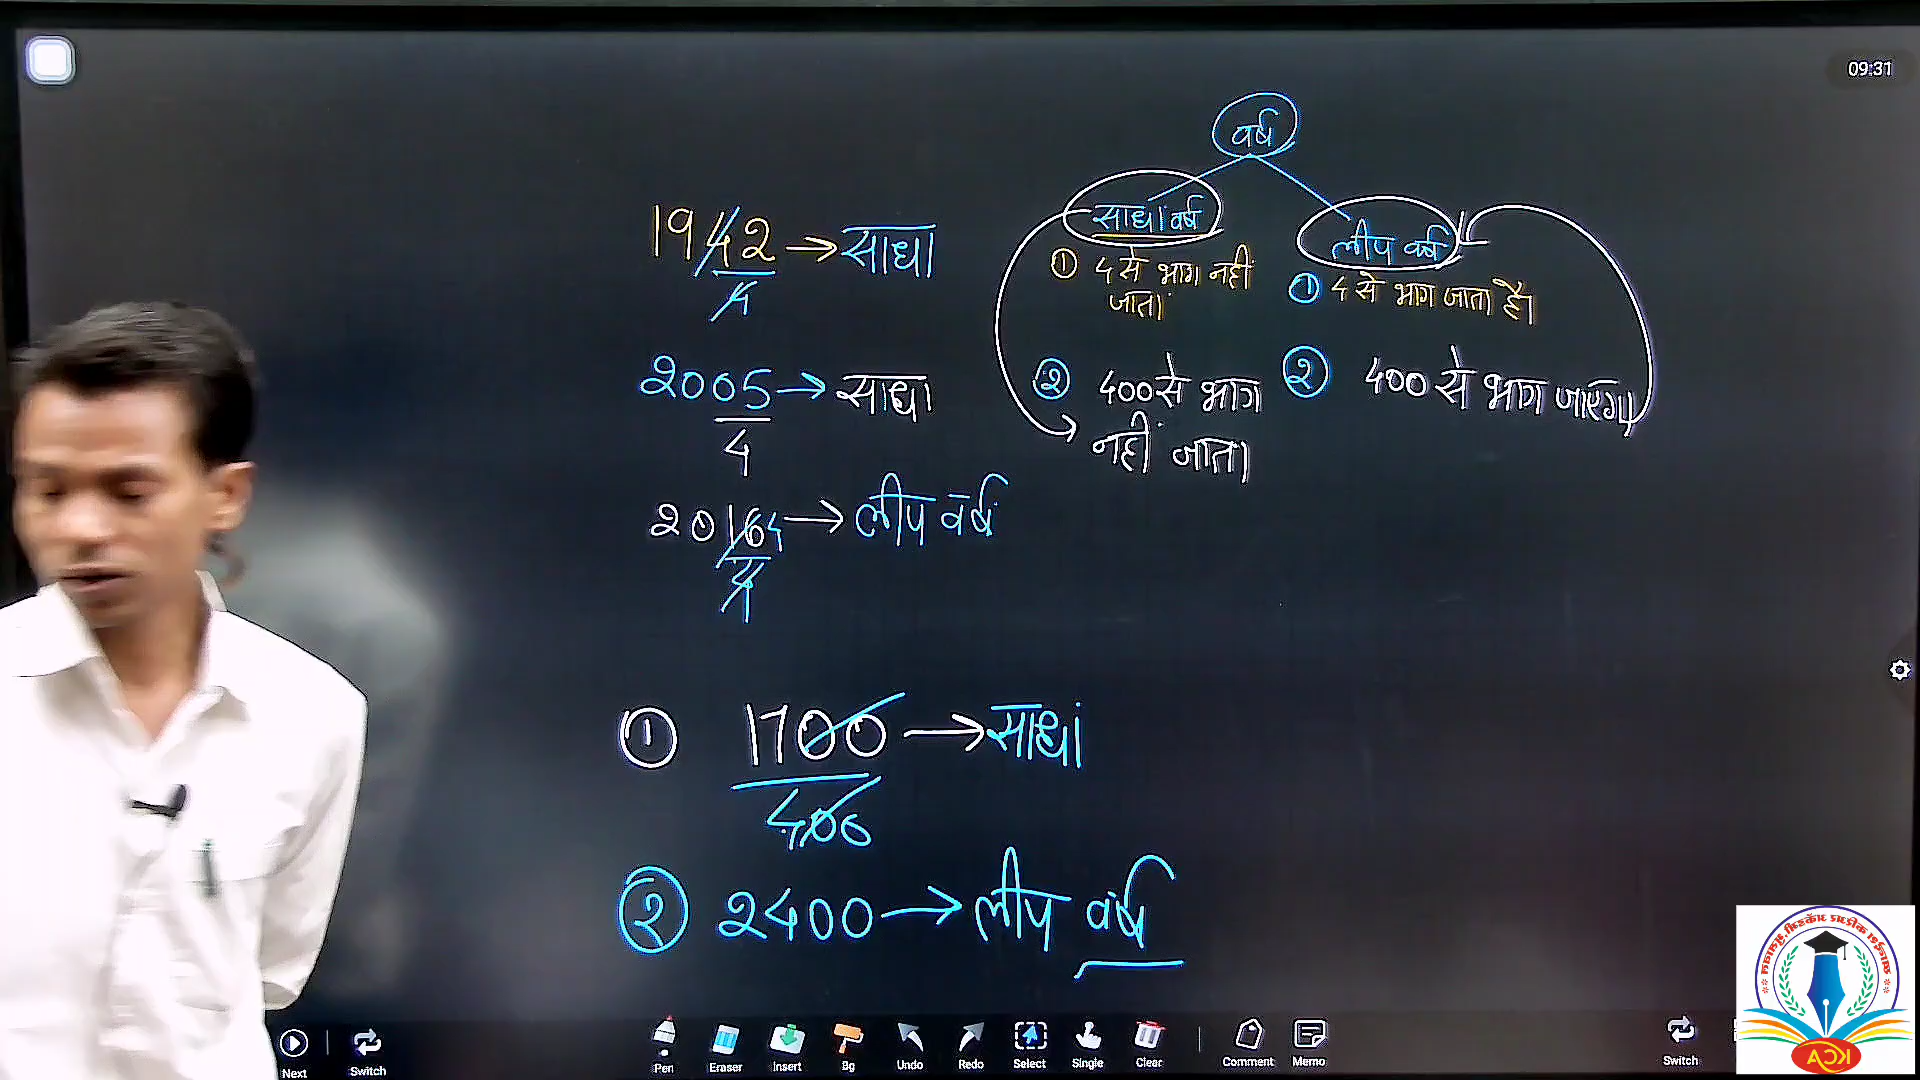 09:31
वर्ष
साधा वर्ष
लीप वर्ष
① 4 से भाग नहीं
जाता
① 4 से भाग जाता है।
② 400 से भाग
नहीं जाता
② 400 से भाग जाएगा
1942 → साधा
4
2005 → साधा
4
20164 → लीप वर्ष
4
① 1700 → साधा
400
② 2400 → लीप वर्ष
Next
Switch
Pen
Eraser
Insert
Bg
Undo
Redo
Select
Single
Clear
Comment
Memo
Switch
KCA